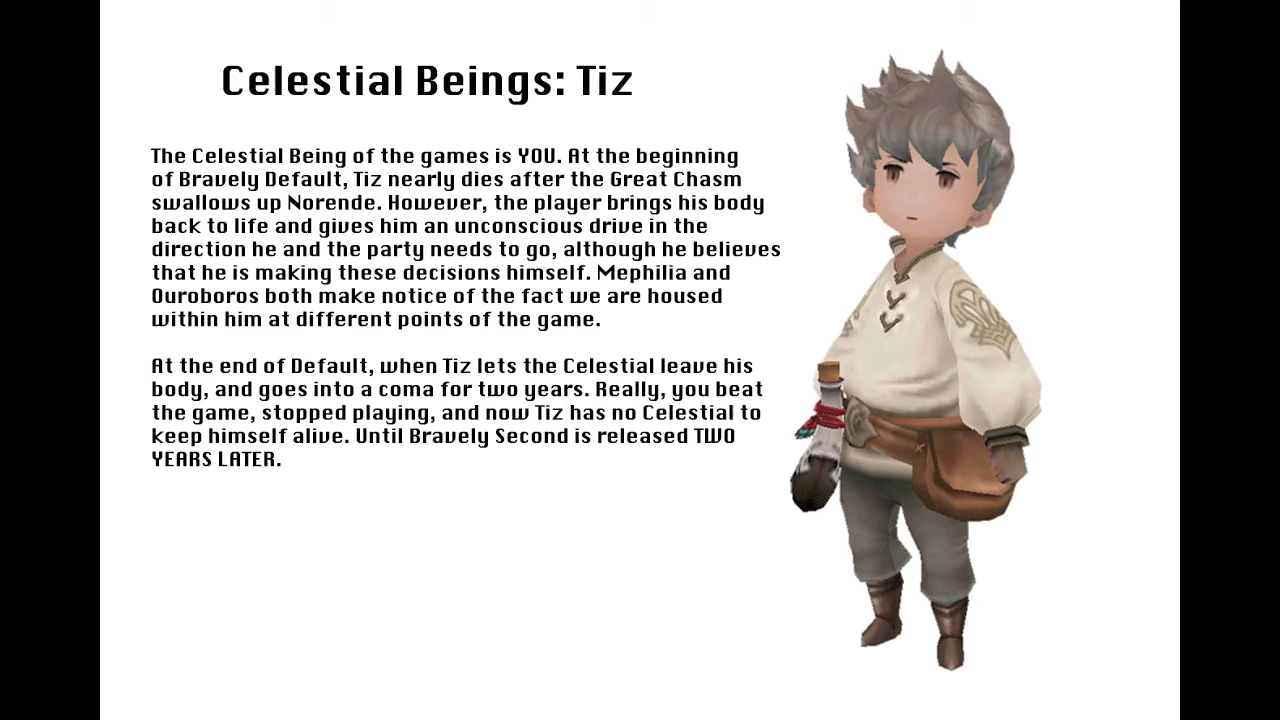 Celestial Beings: Tiz
The Celestial Being of the games is YOU. At the beginning
of Bravely Default, Tiz nearly dies after the Great Chasm
swallows up Norende. However, the player brings his body
back to life and gives him an unconscious drive in the
direction he and the party needs to go, although he believes
that he is making these decisions himself. Mephilia and
Ouroboros both make notice of the fact we are housed
within him at different points of the game.
At the end of Default, when Tiz lets the Celestial leave his
body, and goes into a coma for two years. Really, you beat
the game, stopped playing, and now Tiz has no Celestial to
keep himself alive. Until Bravely Second is released TWO
YEARS LATER.